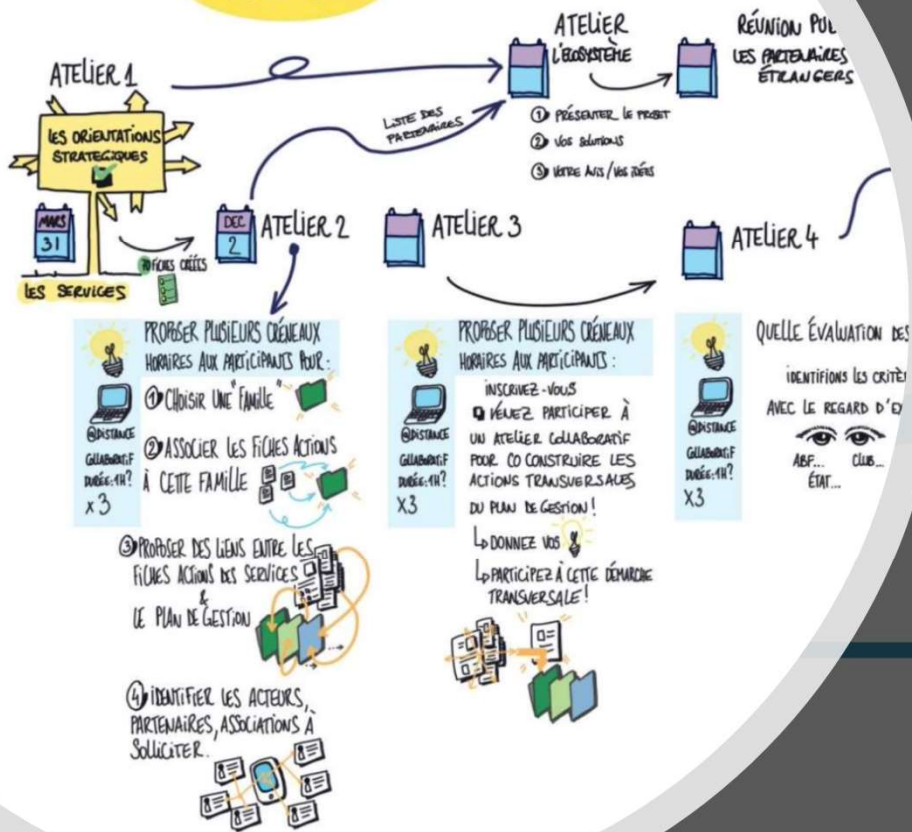 ATELIER 1
LES ORIENTATIONS
STRATEGIQUES
MARS
31
LES SERVICES
FICHES CRÉÉES
DEC
2
ATELIER 2
LISTE DES
PARTENAIRES
ATELIER
L'ÉCOSYSTÈME
① PRÉSENTER LE PROJET
② VOS SOLUTIONS
③ VOTRE AVIS/VOS IDÉES
RÉUNION PU
LES PARTENAIRES
ÉTRANGERS
ATELIER 3
ATELIER 4
PROPOSER PLUSIEURS CRÉNEAUX
HORAIRES AUX PARTICIPANTS POUR :
@DISTANCE
COLLABORATIF
DURÉE:1H?
x3
① CHOISIR UNE "FAMILLE"
② ASSOCIER LES FICHES ACTIONS
À CETTE FAMILLE
③ PROPOSER DES LIENS ENTRE LES
FICHES ACTIONS DES SERVICES
&
LE PLAN DE GESTION
④ IDENTIFIER LES ACTEURS,
PARTENAIRES, ASSOCIATIONS À
SOLLICITER.
PROPOSER PLUSIEURS CRÉNEAUX
HORAIRES AUX PARTICIPANTS :
@DISTANCE
COLLABORATIF
DURÉE:1H?
X3
INSCRIVEZ-VOUS
VENEZ PARTICIPER À
UN ATELIER COLLABORATIF
POUR CO CONSTRUIRE LES
ACTIONS TRANSVERSALES
DU PLAN DE GESTION !
DONNEZ VOS
PARTICIPEZ À CETTE DÉMARCHE
TRANSVERSALE !
@DISTANCE
COLLABORATIF
DURÉE:1H?
X3
QUELLE ÉVALUATION DES
IDENTIFIONS LES CRITÈ
AVEC LE REGARD D'EX
ABF... CLUB...
ÉTAT...